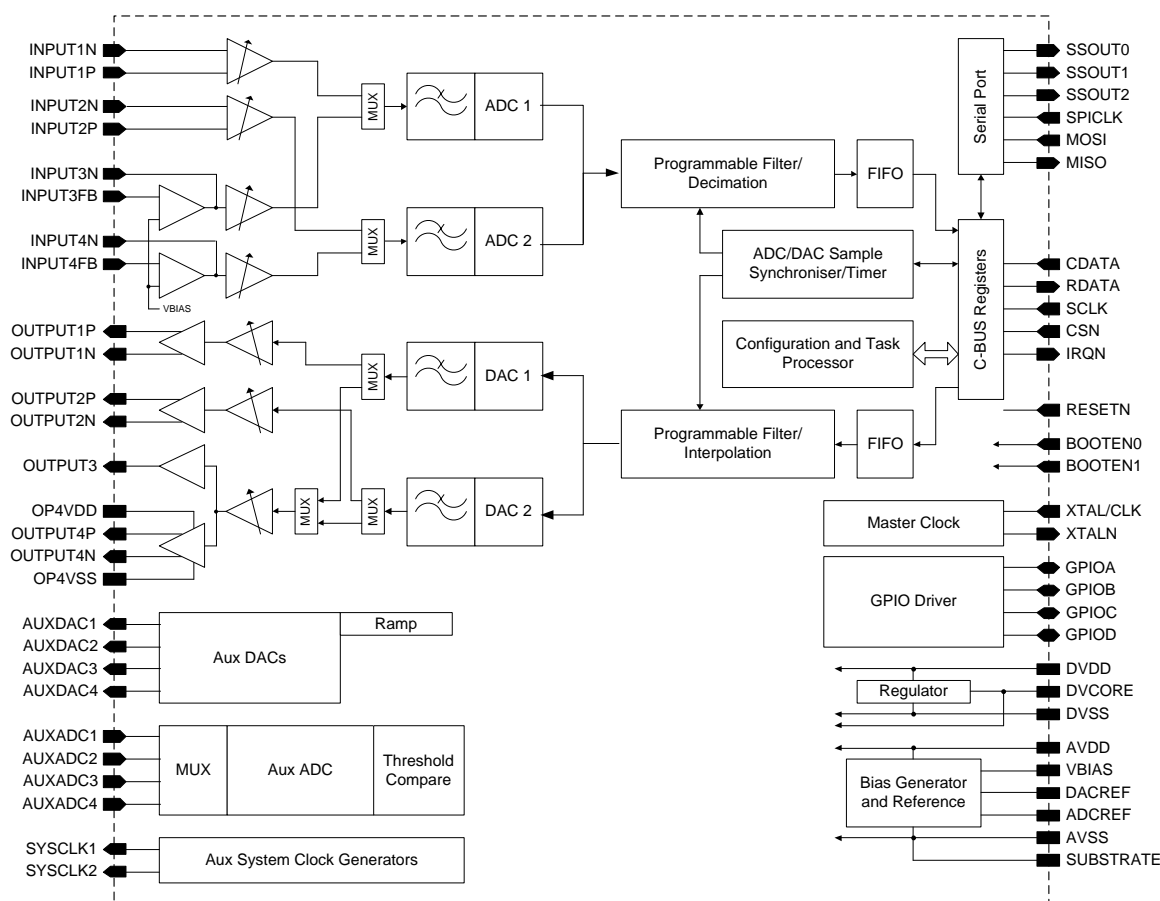 INPUT1N
INPUT1P
INPUT2N
INPUT2P
INPUT3N
INPUT3FB
INPUT4N
INPUT4FB
VBIAS
OUTPUT1P
OUTPUT1N
OUTPUT2P
OUTPUT2N
OUTPUT3
OP4VDD
OUTPUT4P
OUTPUT4N
OP4VSS
AUXDAC1
AUXDAC2
AUXDAC3
AUXDAC4
AUXADC1
AUXADC2
AUXADC3
AUXADC4
SYSCLK1
SYSCLK2
MUX
ADC 1
MUX
ADC 2
MUX
DAC 1
MUX
MUX
DAC 2
Ramp
Aux DACs
MUX
Aux ADC
Threshold
Compare
Aux System Clock Generators
Programmable Filter/
Decimation
FIFO
ADC/DAC Sample
Synchroniser/Timer
Configuration and Task
Processor
Programmable Filter/
Interpolation
FIFO
Serial Port
C-BUS Registers
Master Clock
GPIO Driver
Regulator
Bias Generator
and Reference
SSOUT0
SSOUT1
SSOUT2
SPICLK
MOSI
MISO
CDATA
RDATA
SCLK
CSN
IRQN
RESETN
BOOTEN0
BOOTEN1
XTAL/CLK
XTALN
GPIOA
GPIOB
GPIOC
GPIOD
DVDD
DVCORE
DVSS
AVDD
VBIAS
DACREF
ADCREF
AVSS
SUBSTRATE